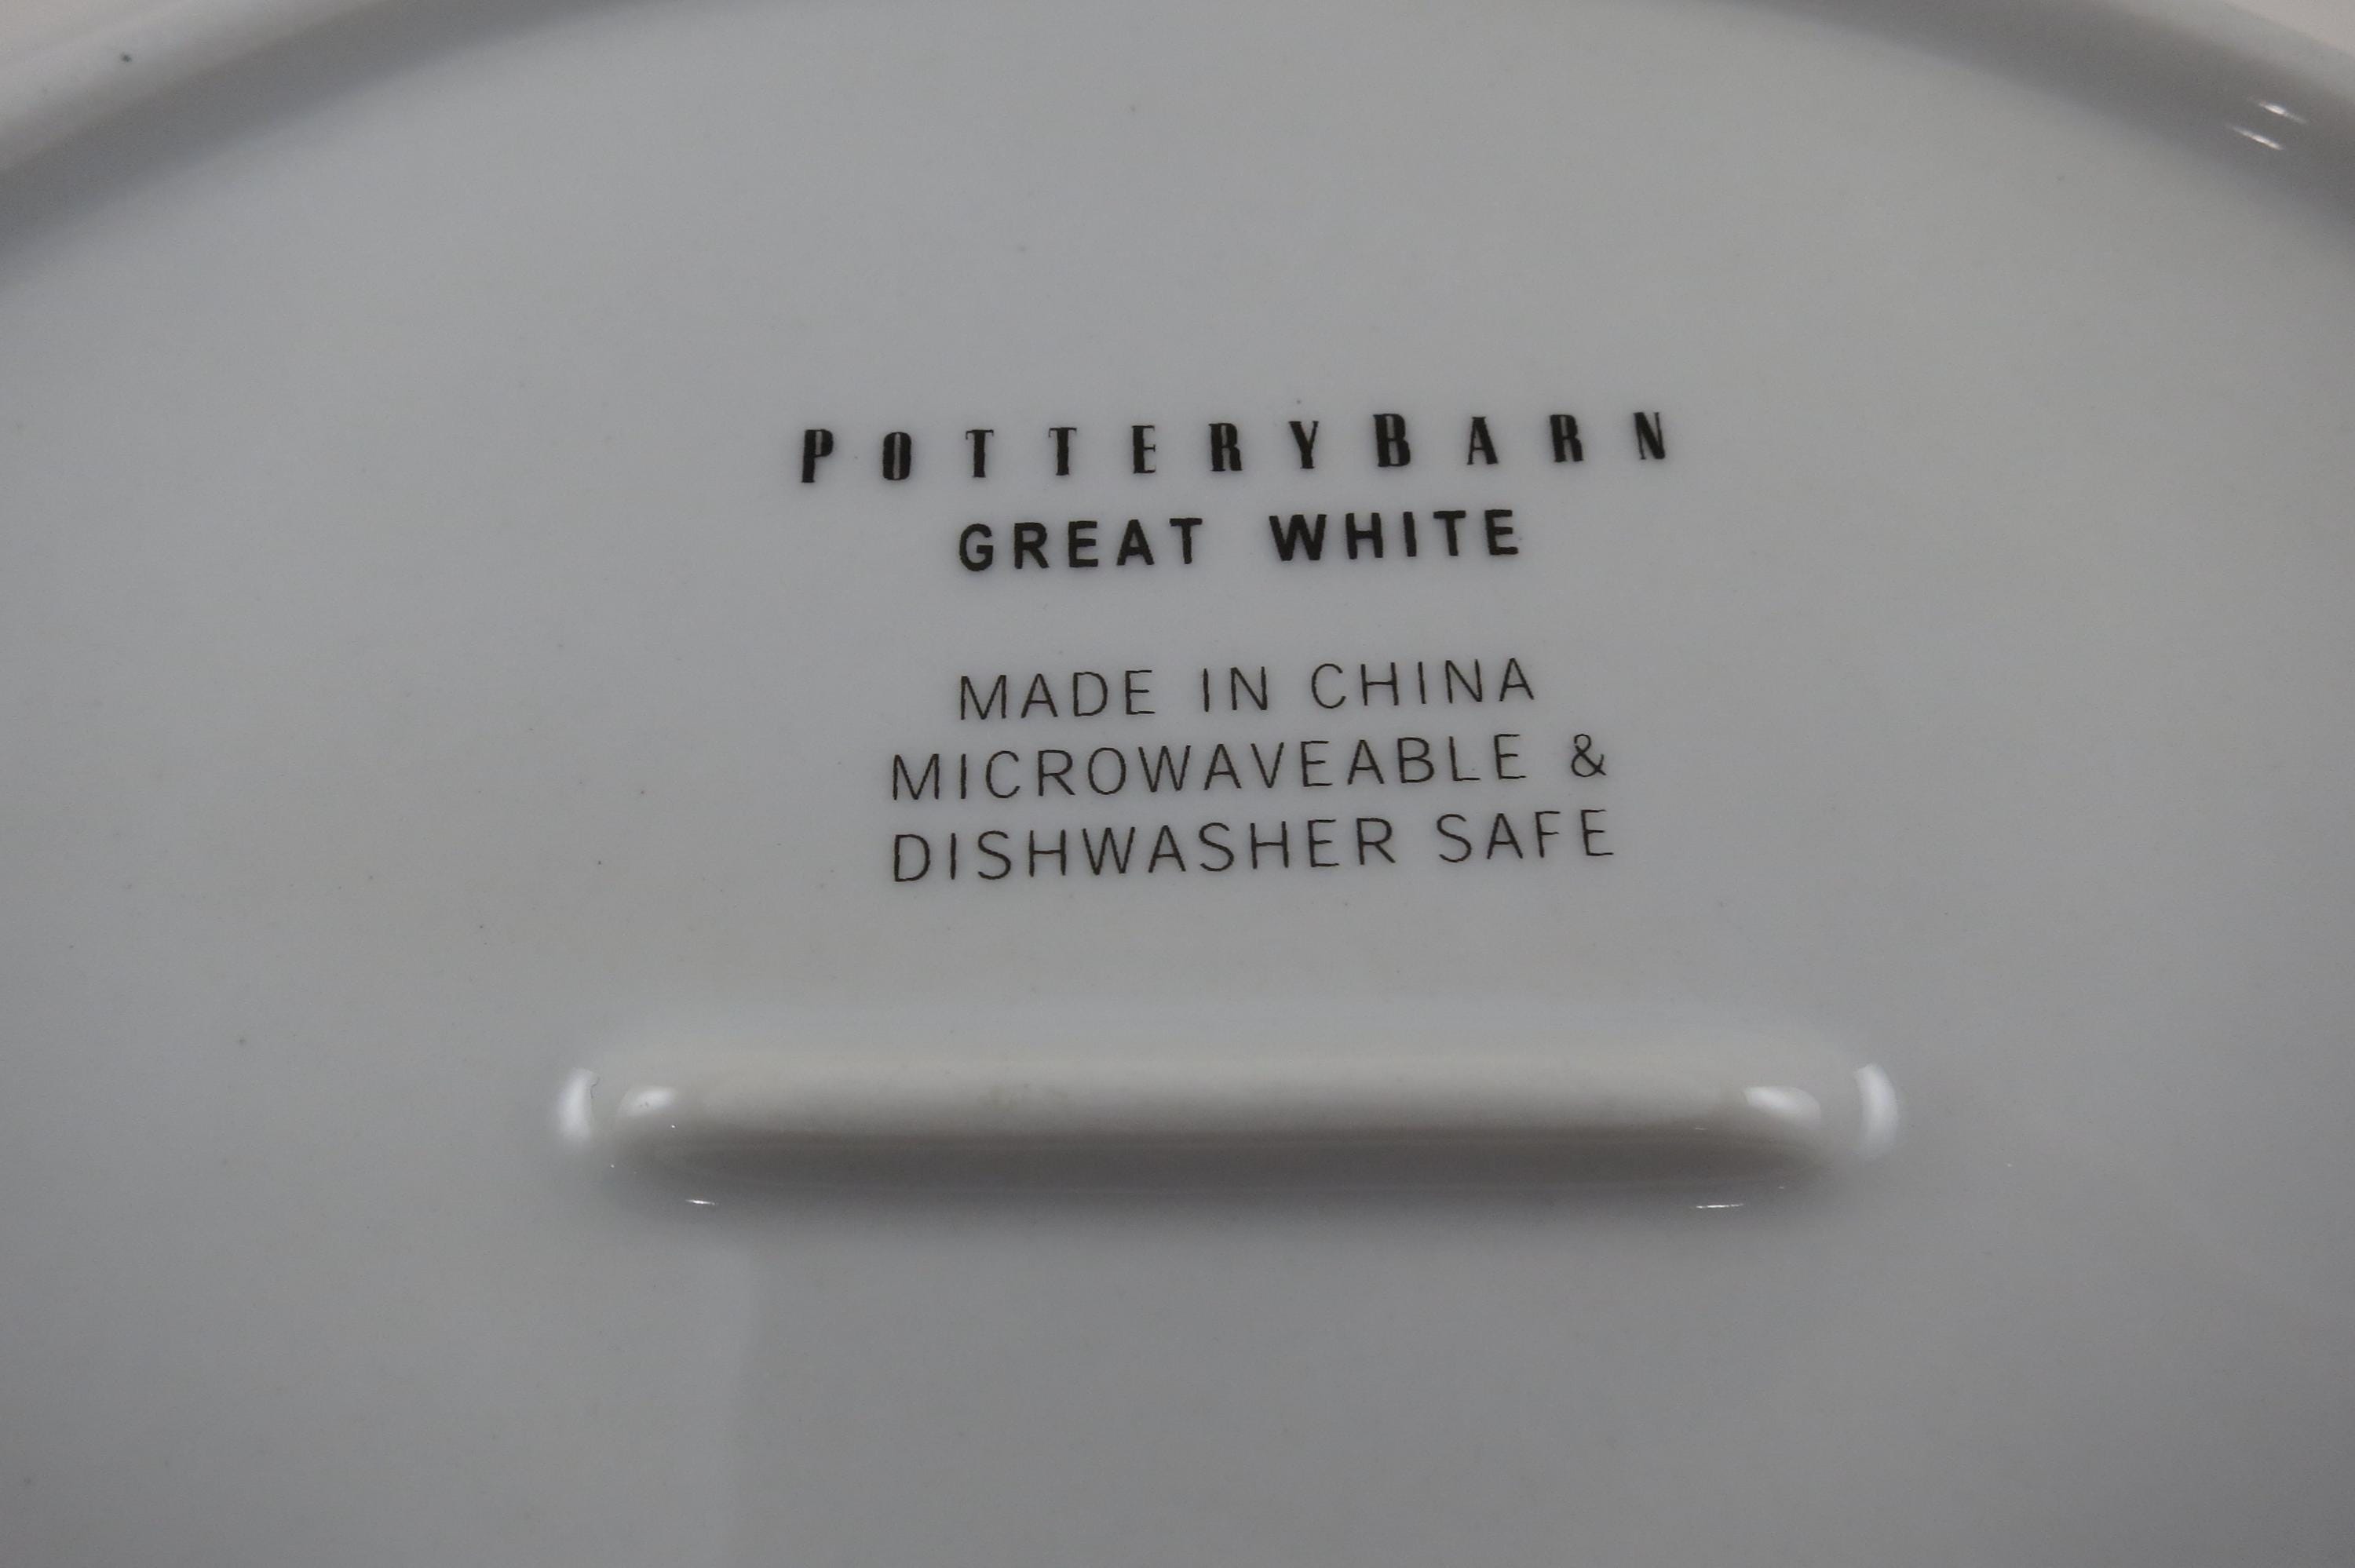 POTTERYBARN
GREAT WHITE
MADE IN CHINA
MICROWAVEABLE &
DISHWASHER SAFE